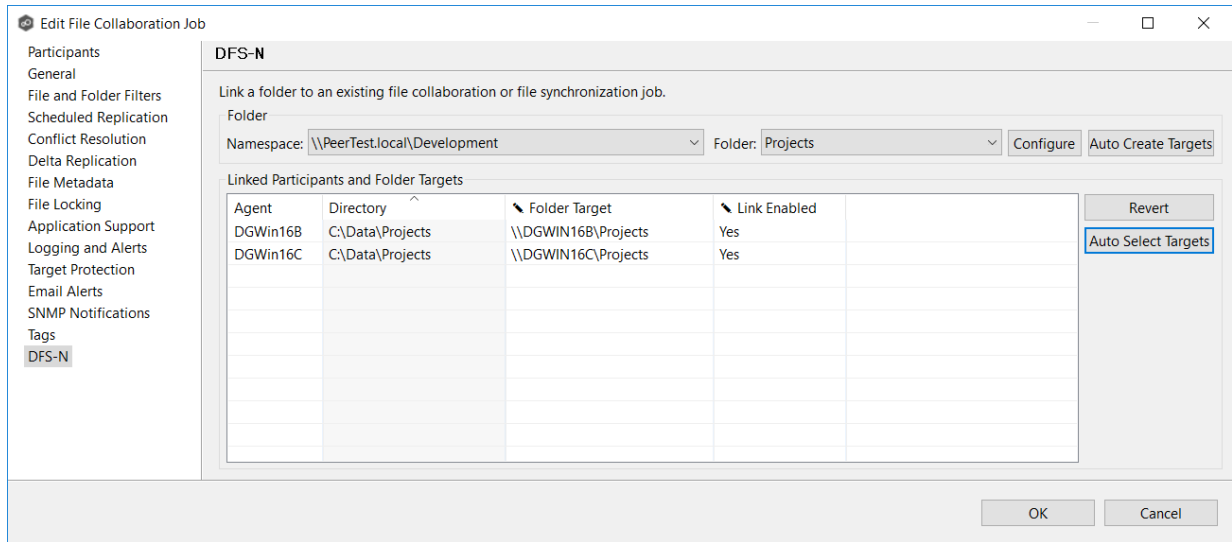 Edit File Collaboration Job
Participants
General
File and Folder Filters
Scheduled Replication
Conflict Resolution
Delta Replication
File Metadata
File Locking
Application Support
Logging and Alerts
Target Protection
Email Alerts
SNMP Notifications
Tags
DFS-N
DFS-N
Link a folder to an existing file collaboration or file synchronization job.
Folder
Namespace: \\PeerTest.local\Development Folder: Projects Configure Auto Create Targets
Linked Participants and Folder Targets
Agent Directory Folder Target Link Enabled
DGWin16B C:\Data\Projects \\DGWIN16B\Projects Yes
DGWin16C C:\Data\Projects \\DGWIN16C\Projects Yes
Revert
Auto Select Targets
OK Cancel